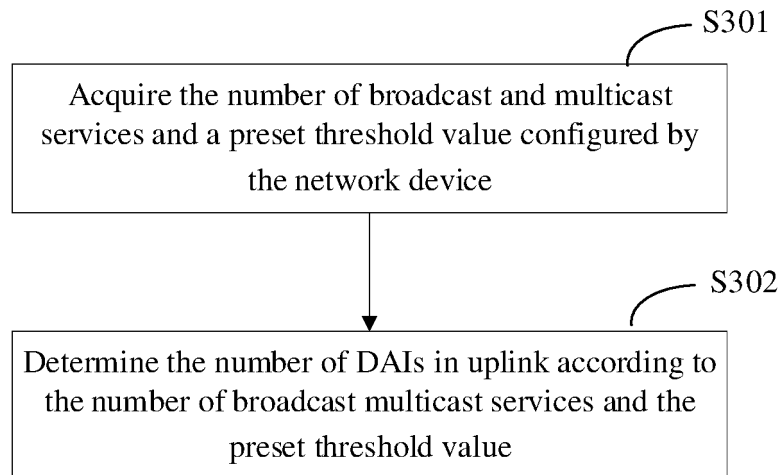 S301
Acquire the number of broadcast and multicast
services and a preset threshold value configured by
the network device
S302
Determine the number of DAIs in uplink according to
the number of broadcast multicast services and the
preset threshold value